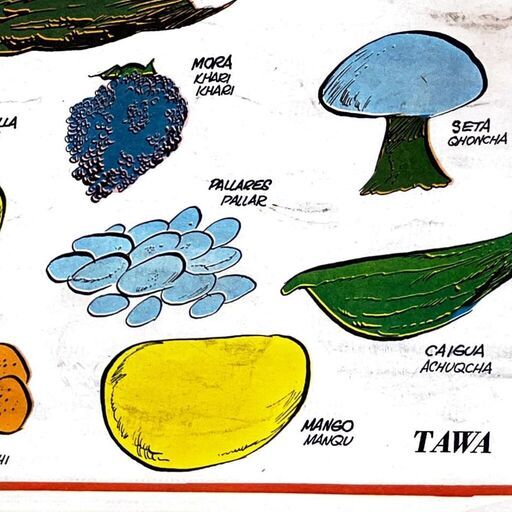 MORA
KHARI
KHARI
SETA
QHONCHA
PALLARES
PALLAR
CAIGUA
ACHUQCHA
MANGO
MANQU
TAWA